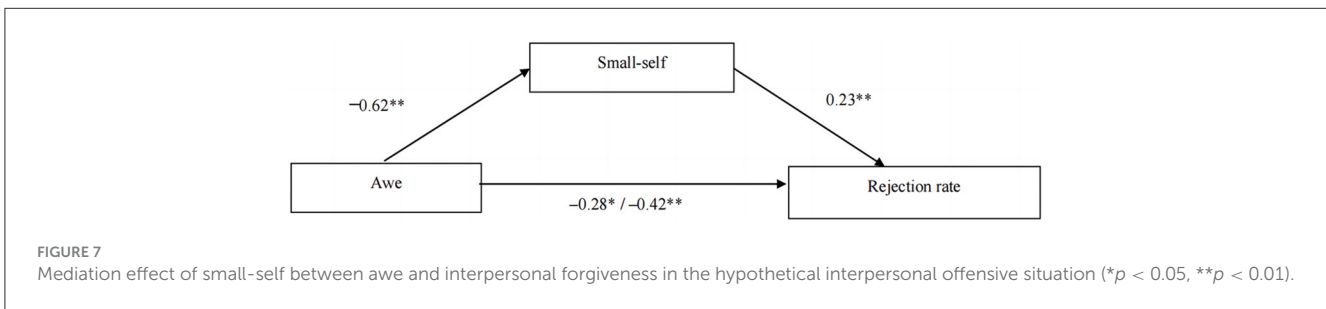 Small-self
−0.62**
0.23**
Awe
Rejection rate
−0.28* / −0.42**
FIGURE 7
Mediation effect of small-self between awe and interpersonal forgiveness in the hypothetical interpersonal offensive situation (*p < 0.05, **p < 0.01).